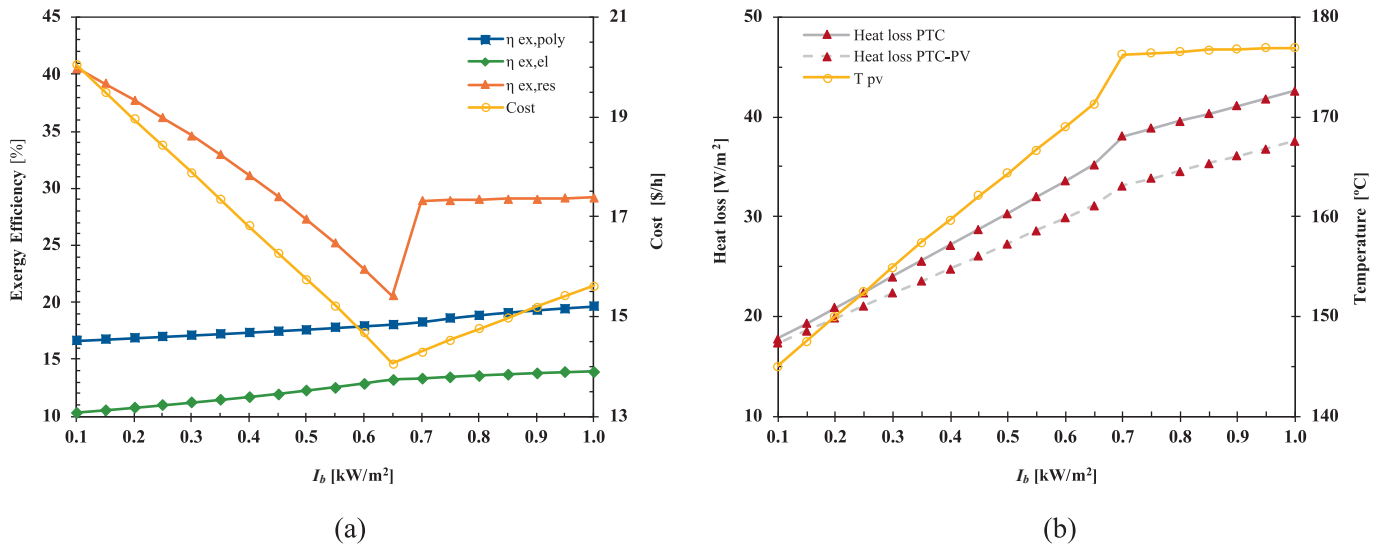 45
40
35
30
25
20
15
10
Exergy Efficiency [%]
21
19
17
15
13
Cost [$/h]
η ex,poly
η ex,el
η ex,res
Cost
0.1 0.2 0.3 0.4 0.5 0.6 0.7 0.8 0.9 1.0
I_b [kW/m²]
(a)
50
40
30
20
10
Heat loss [W/m²]
180
170
160
150
140
Temperature [°C]
Heat loss PTC
Heat loss PTC-PV
T pv
0.1 0.2 0.3 0.4 0.5 0.6 0.7 0.8 0.9 1.0
I_b [kW/m²]
(b)